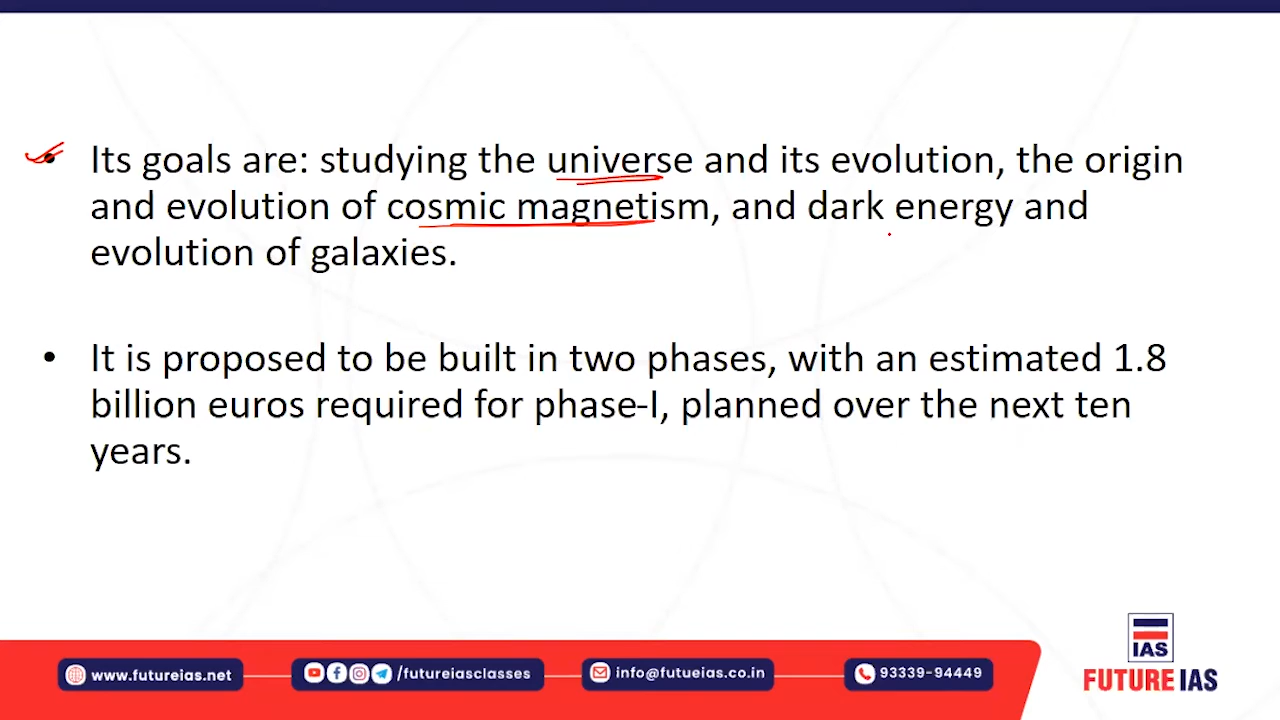 • Its goals are: studying the universe and its evolution, the origin
and evolution of cosmic magnetism, and dark energy and
evolution of galaxies.
• It is proposed to be built in two phases, with an estimated 1.8
billion euros required for phase-I, planned over the next ten
years.
www.futureias.net
/futureiasclasses
info@futueias.co.in
93339-94449
IAS
FUTURE IAS